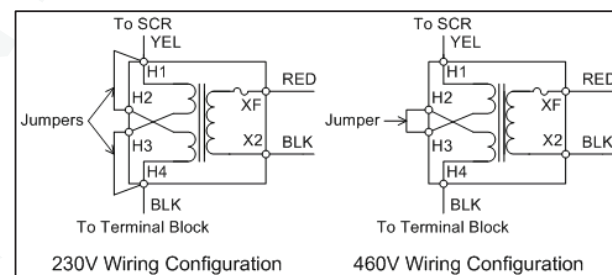 To SCR
YEL
H1
H2
H3
H4
XF
X2
RED
BLK
Jumpers
BLK
To Terminal Block
230V Wiring Configuration
To SCR
YEL
H1
H2
H3
H4
XF
X2
RED
BLK
Jumper
BLK
To Terminal Block
460V Wiring Configuration